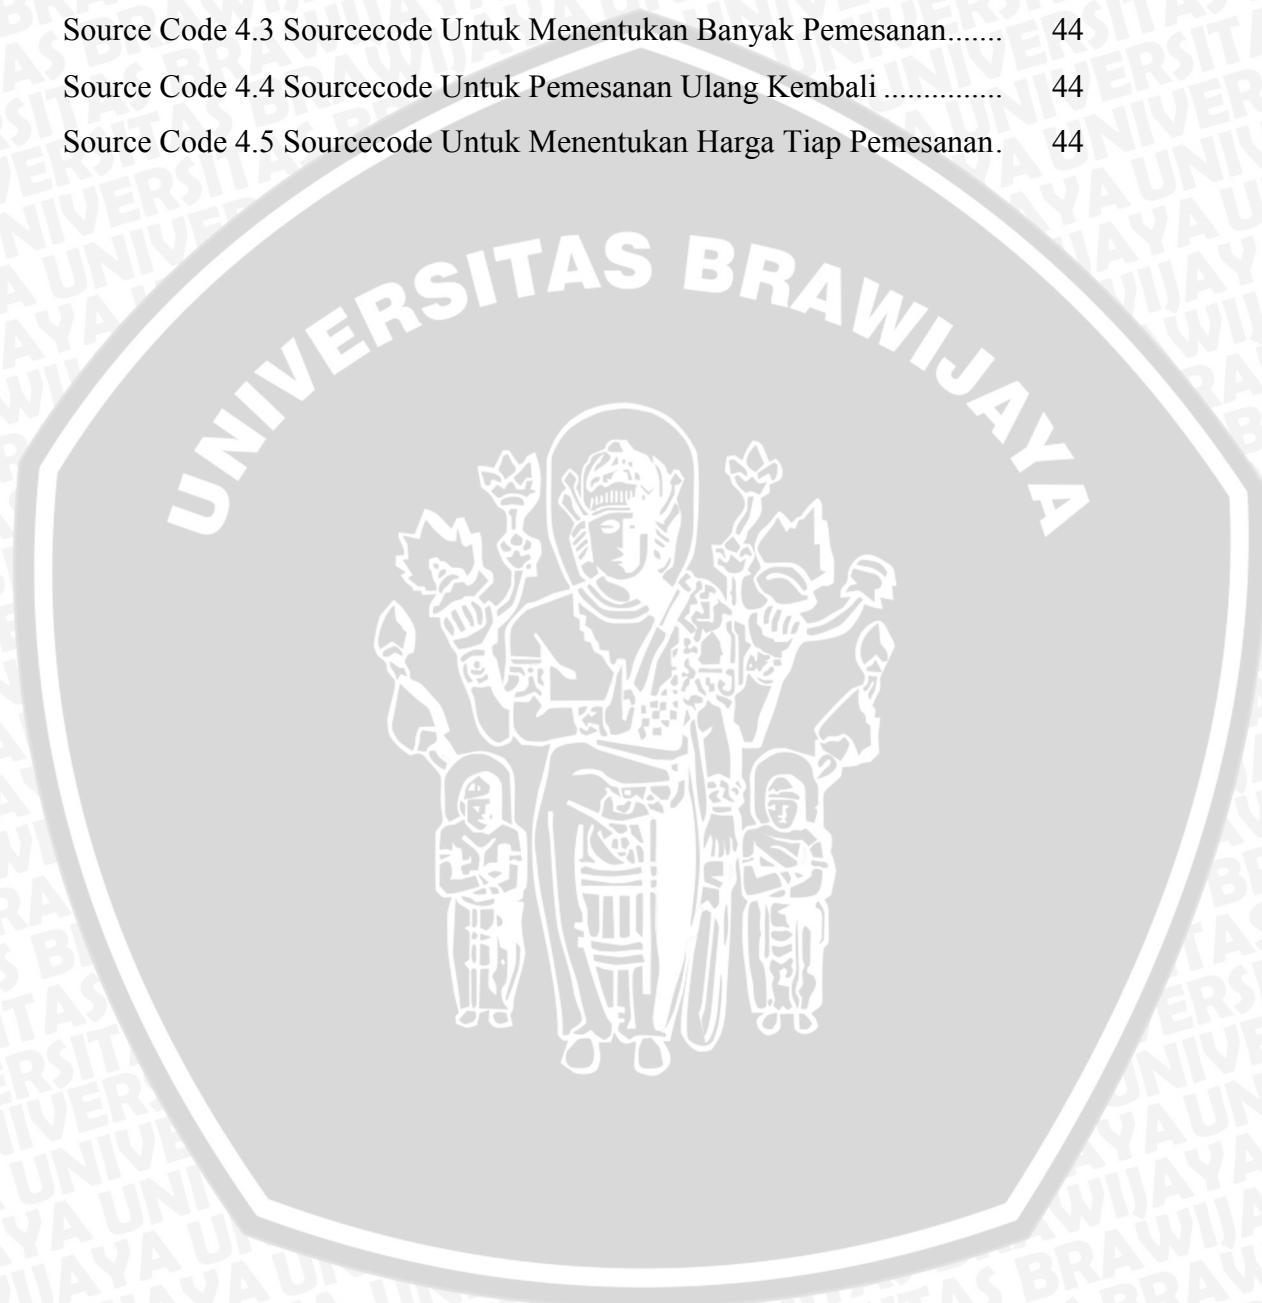 Source Code 4.3 Sourcecode Untuk Menentukan Banyak Pemesanan....... 44
Source Code 4.4 Sourcecode Untuk Pemesanan Ulang Kembali ............... 44
Source Code 4.5 Sourcecode Untuk Menentukan Harga Tiap Pemesanan. 44
UNIVERSITAS BRAWIJAYA